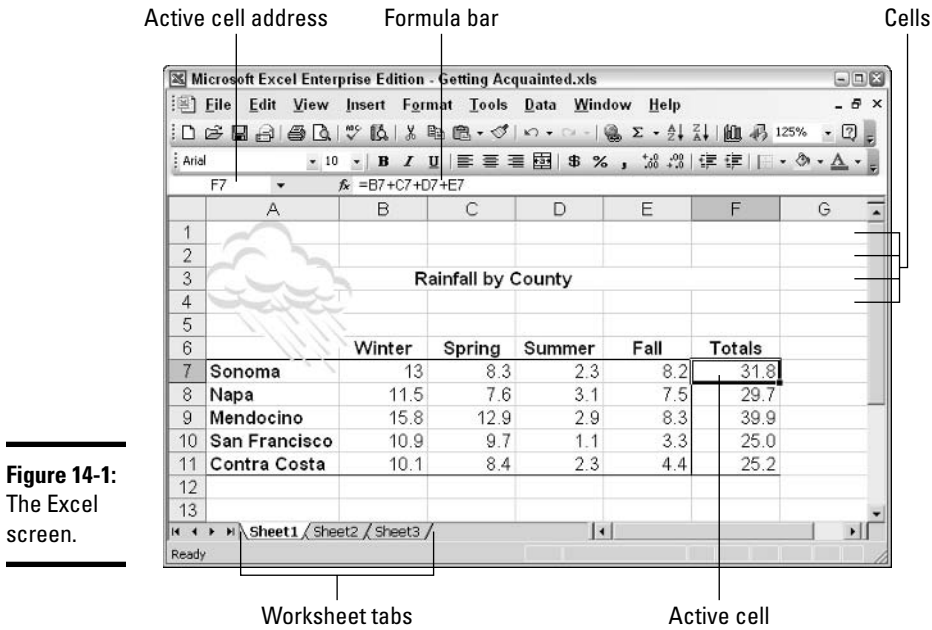 Active cell address Formula bar Cells
Microsoft Excel Enterprise Edition - Getting Acquainted.xls
File Edit View Insert Format Tools Data Window Help
125%
Arial 10 B I U $ % ,
F7 fx =B7+C7+D7+E7
A B C D E F G
1
2
3 Rainfall by County
4
5
6 Winter Spring Summer Fall Totals
7 Sonoma 13 8.3 2.3 8.2 31.8
8 Napa 11.5 7.6 3.1 7.5 29.7
9 Mendocino 15.8 12.9 2.9 8.3 39.9
10 San Francisco 10.9 9.7 1.1 3.3 25.0
11 Contra Costa 10.1 8.4 2.3 4.4 25.2
12
13
Sheet1 / Sheet2 / Sheet3 /
Ready
Figure 14-1:
The Excel
screen.
Worksheet tabs Active cell